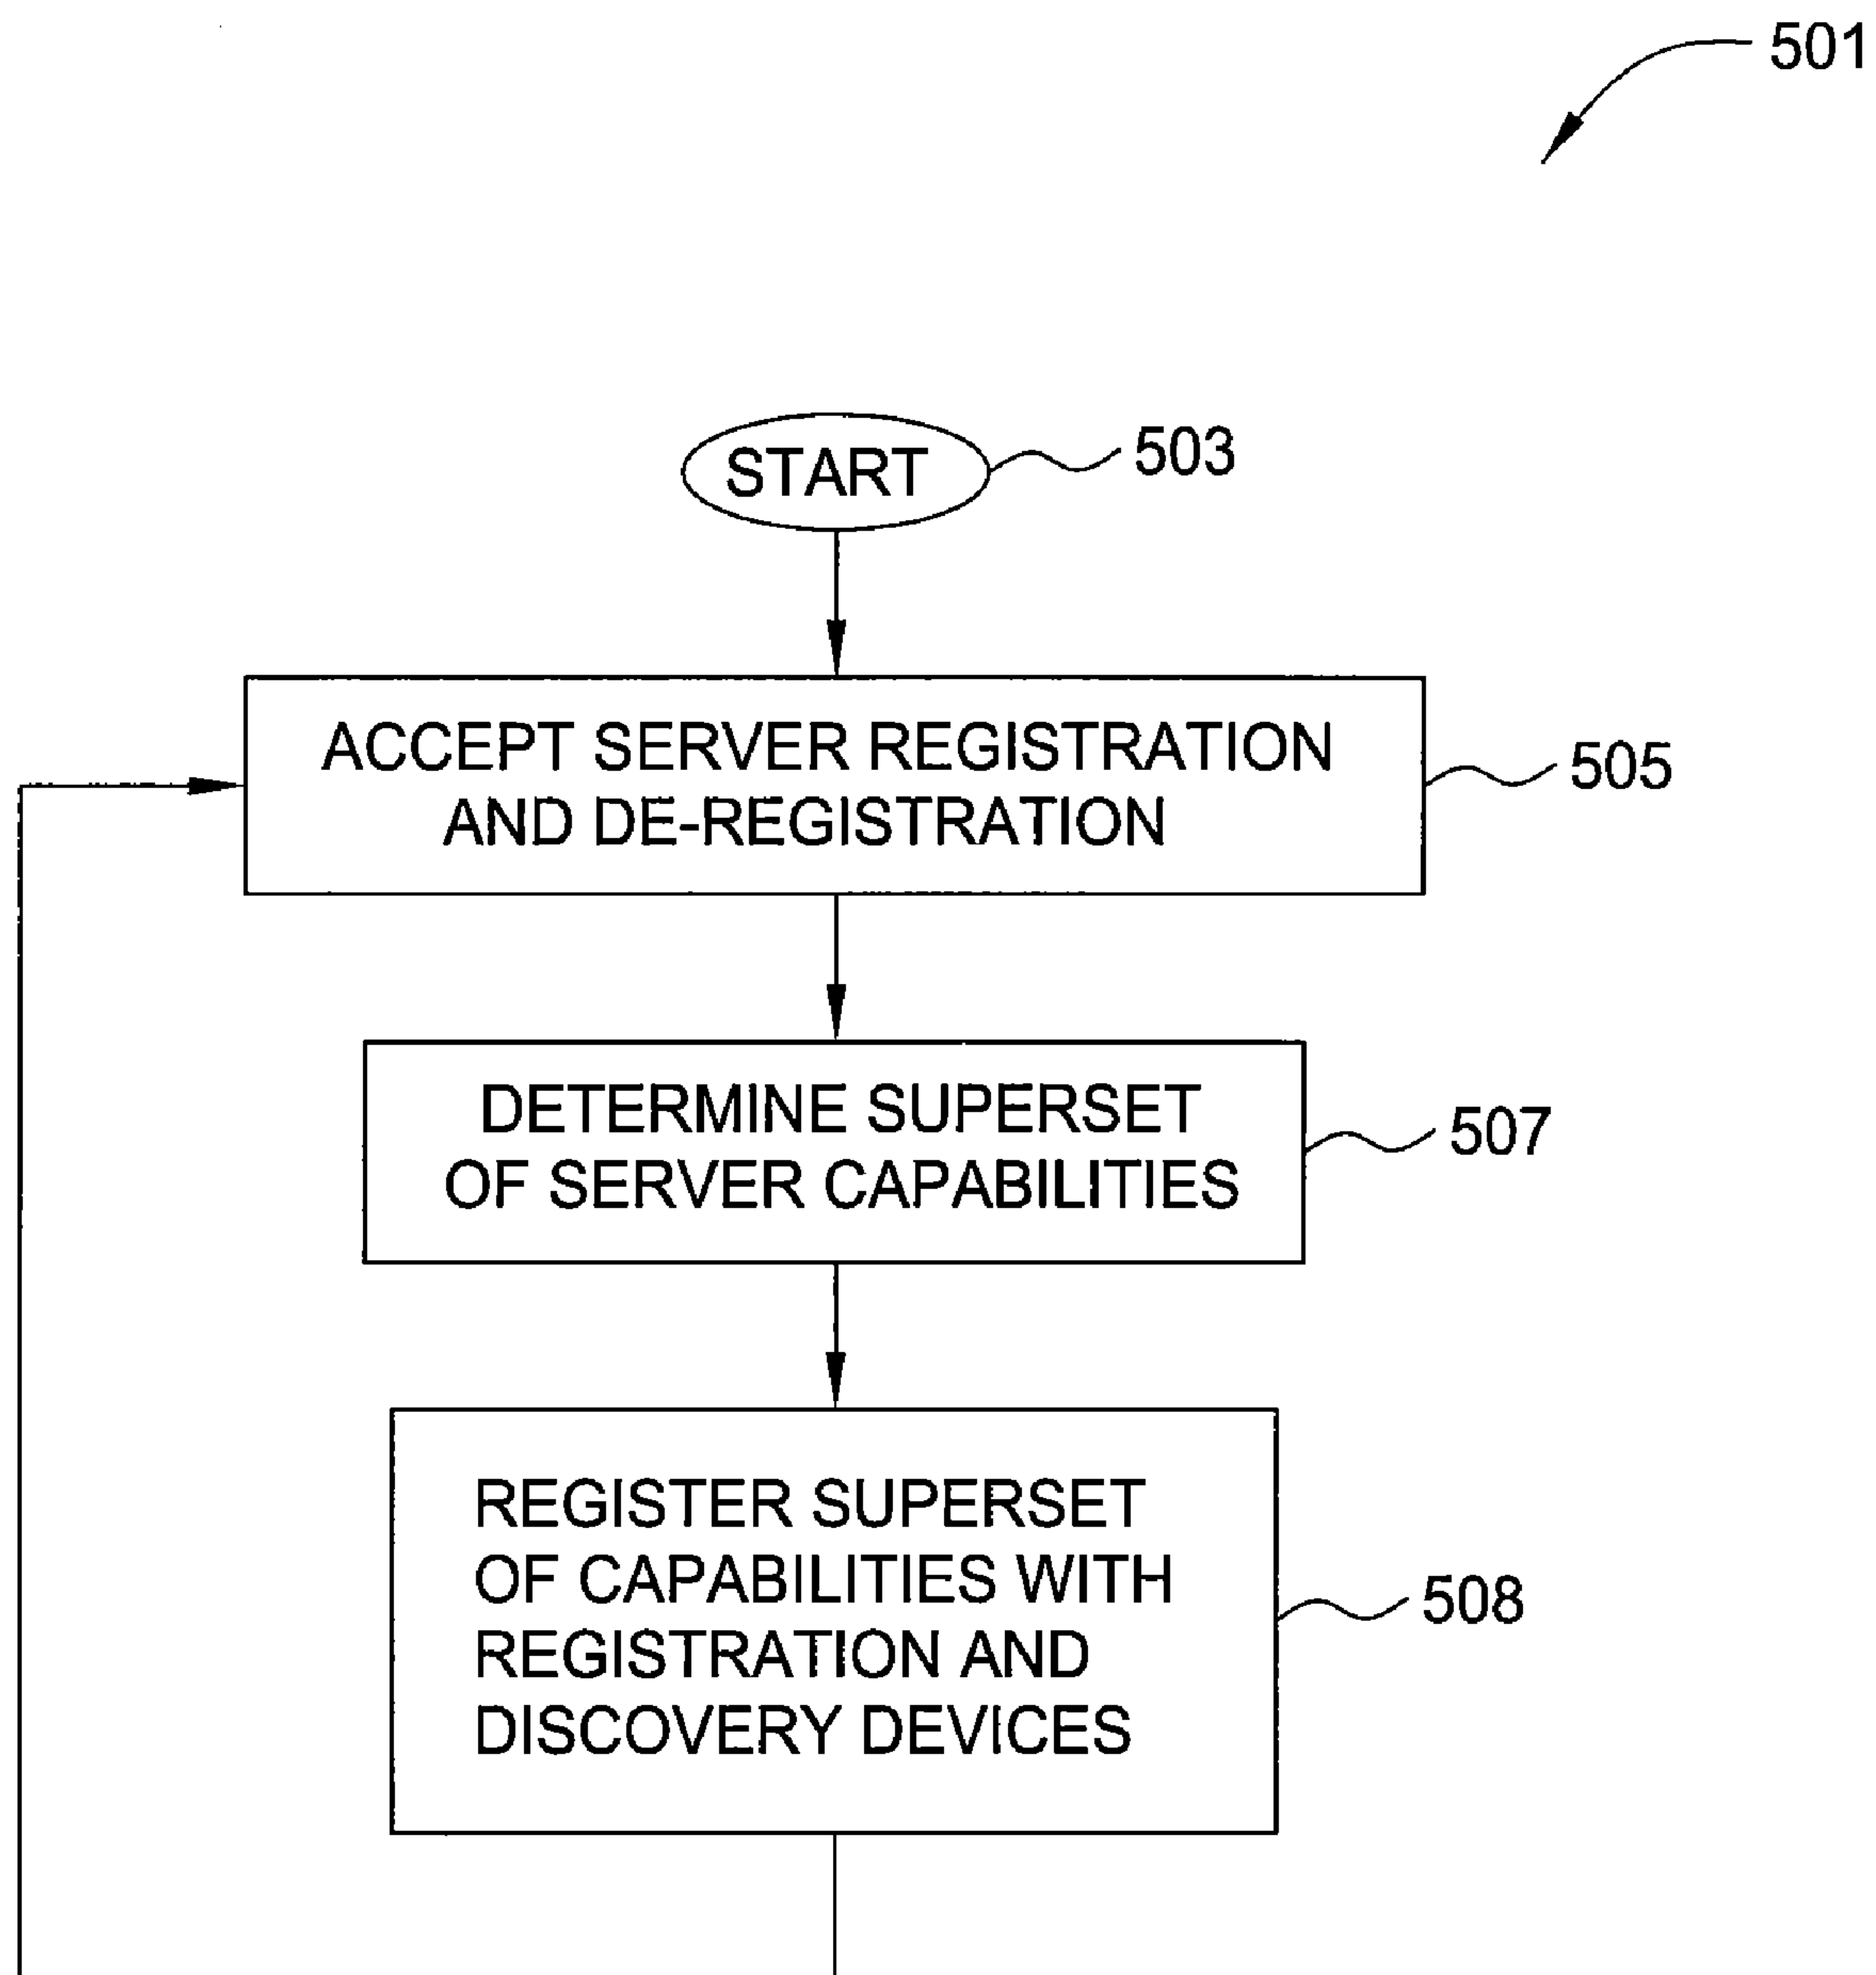 501
START
503
ACCEPT SERVER REGISTRATION
AND DE-REGISTRATION
505
DETERMINE SUPERSET
OF SERVER CAPABILITIES
507
REGISTER SUPERSET
OF CAPABILITIES WITH
REGISTRATION AND
DISCOVERY DEVICES
508